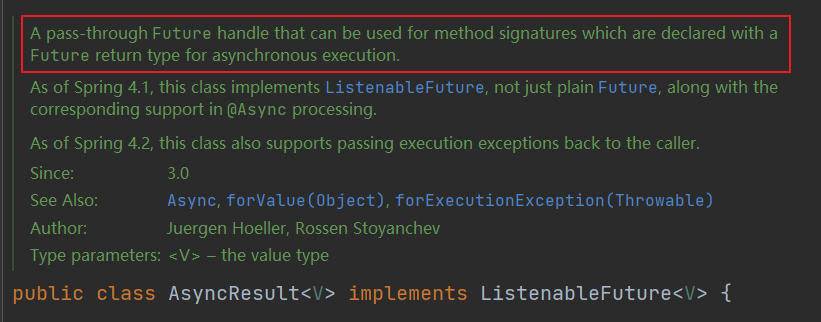 A pass-through Future handle that can be used for method signatures which are declared with a
Future return type for asynchronous execution.
As of Spring 4.1, this class implements ListenableFuture, not just plain Future, along with the
corresponding support in @Async processing.
As of Spring 4.2, this class also supports passing execution exceptions back to the caller.
Since: 3.0
See Also: Async, forValue(Object), forExecutionException(Throwable)
Author: Juergen Hoeller, Rossen Stoyanchev
Type parameters: <V> – the value type
public class AsyncResult<V> implements ListenableFuture<V> {